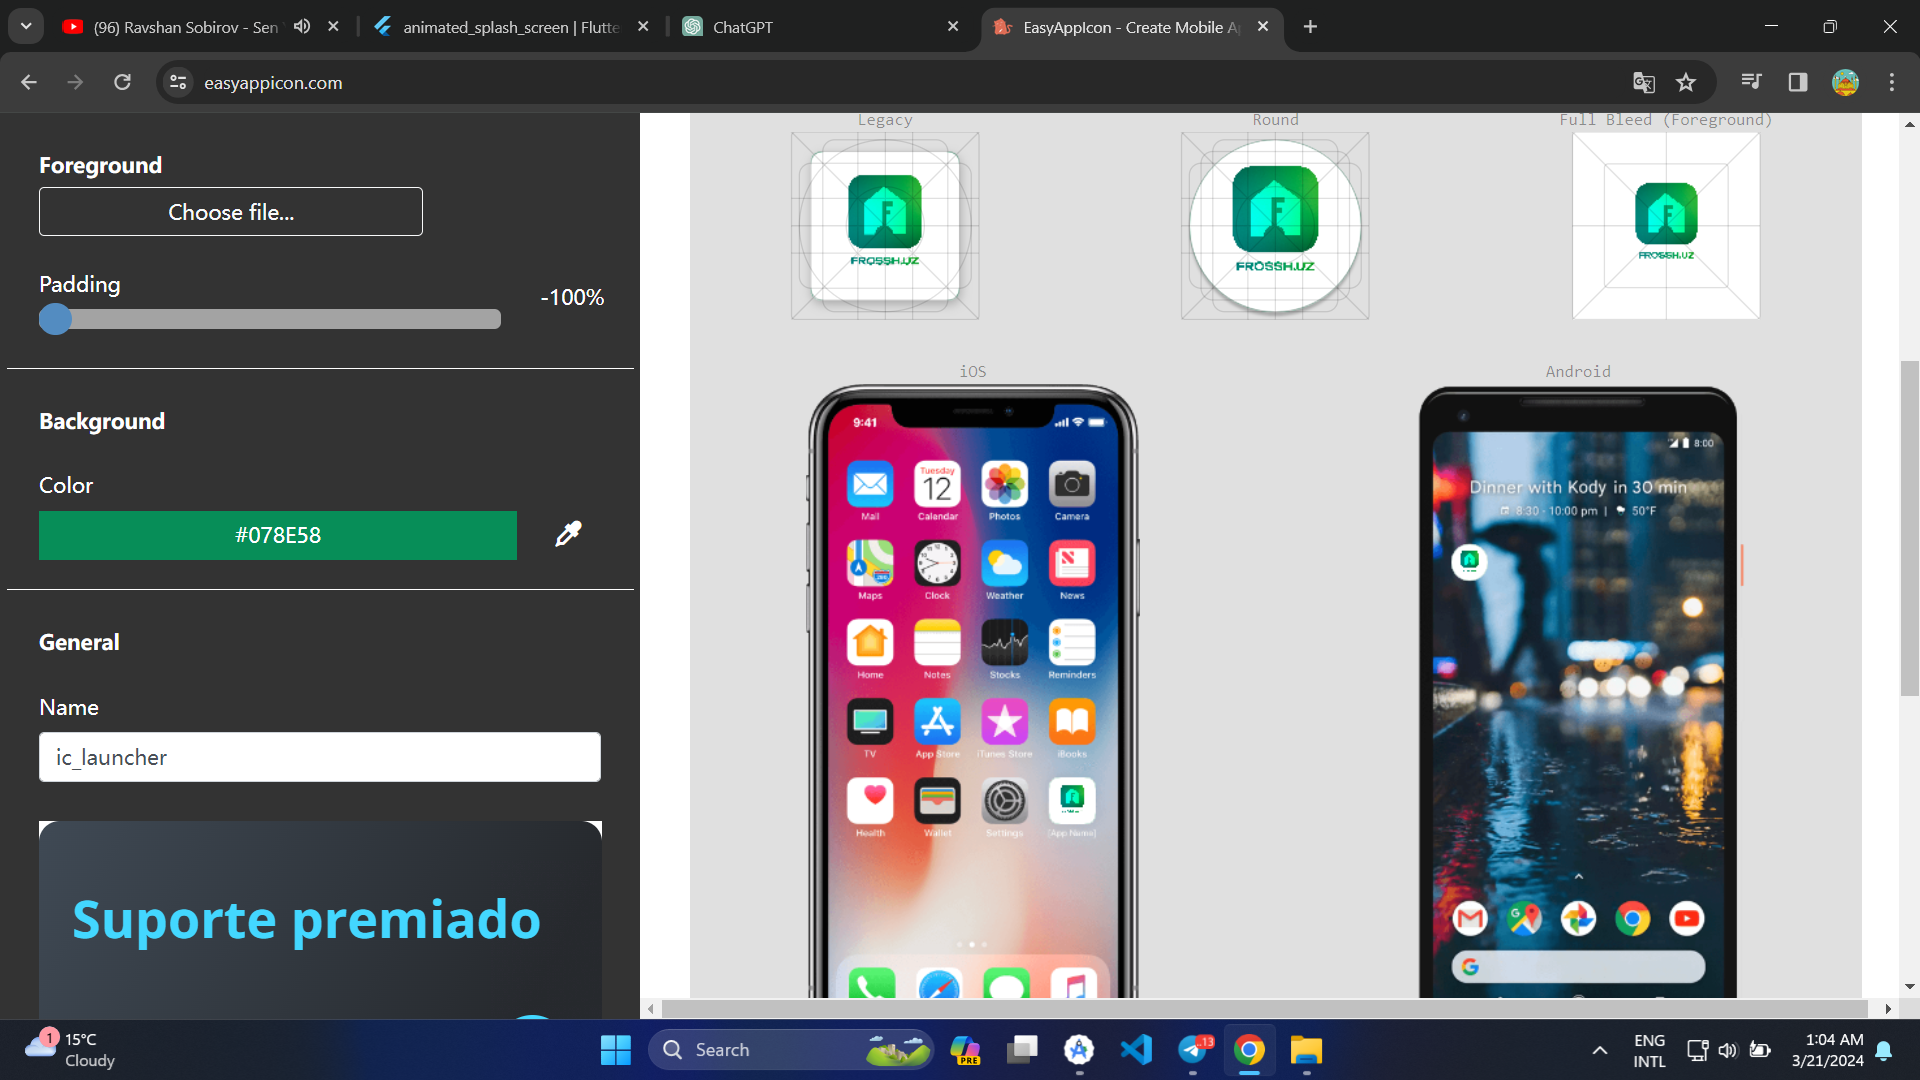 (96) Ravshan Sobirov - Sen
animated_splash_screen | Flutte
ChatGPT
EasyAppIcon - Create Mobile A
easyappicon.com
Foreground
Choose file...
Padding
-100%
Background
Color
#078E58
General
Name
ic_launcher
Suporte premiado
Legacy
Round
Full Bleed (Foreground)
F
FROSSH.UZ
F
FROSSH.UZ
F
FROSSH.UZ
iOS
Android
9:41
Tuesday
12
Mail
Calendar
Photos
Camera
Maps
Clock
Weather
News
Home
Notes
Stocks
Reminders
TV
App Store
iTunes Store
iBooks
Health
Wallet
Settings
[App Name]
8:00
Dinner with Kody in 30 min
8:30 - 10:00 pm | 50°F
1
15°C
Cloudy
Search
PRE
..13
ENG
INTL
1:04 AM
3/21/2024